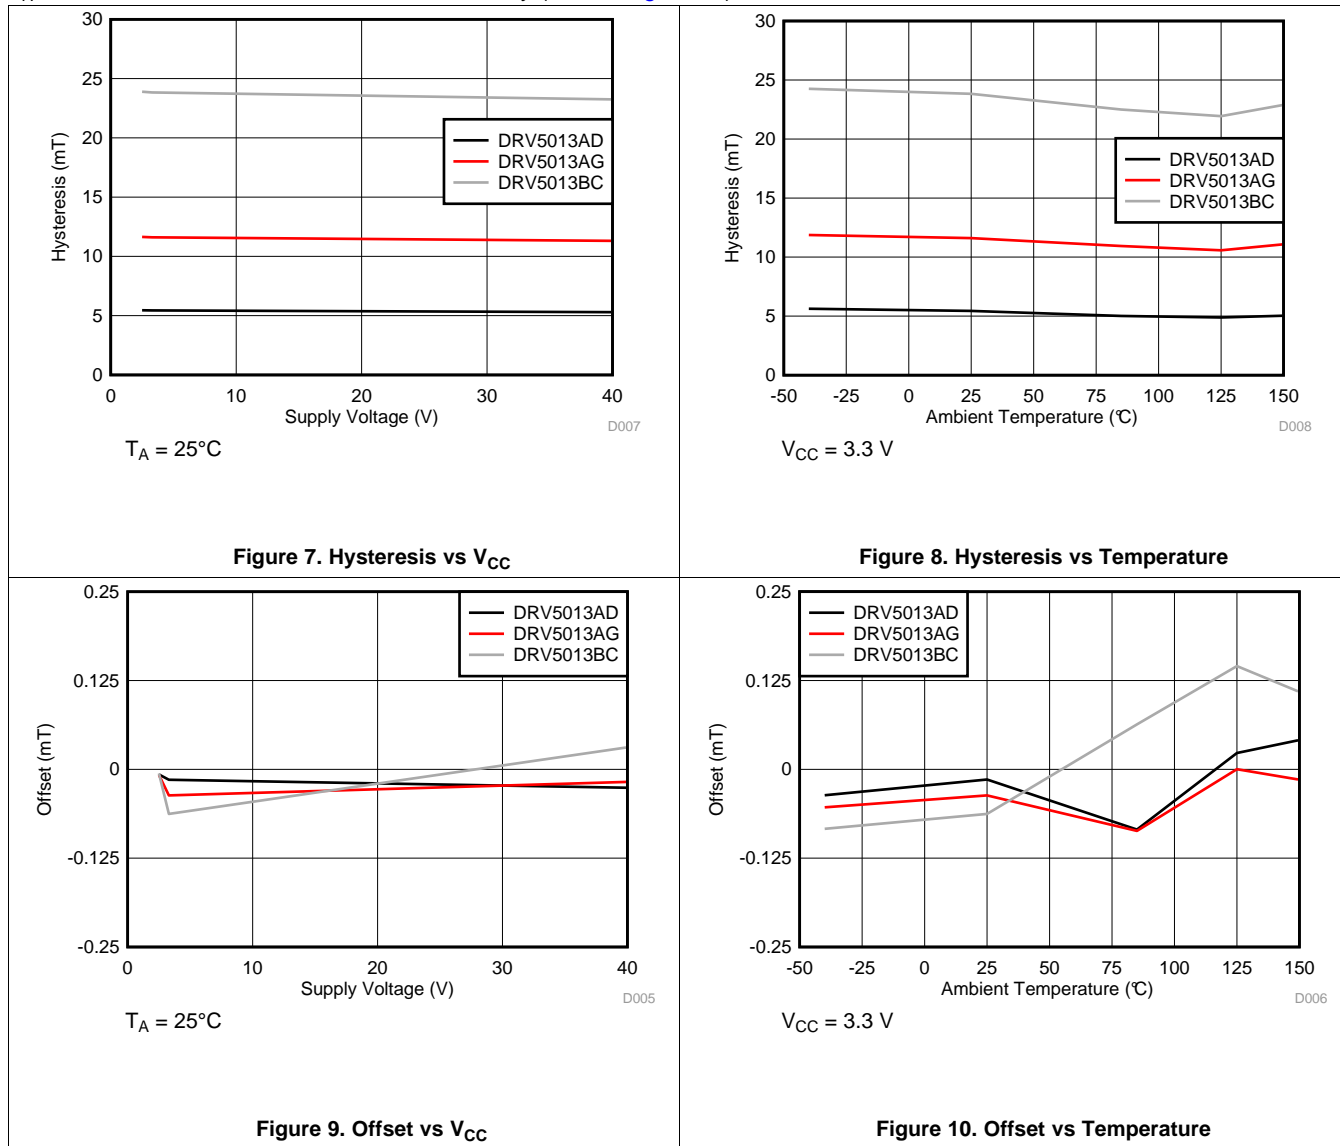 30
25
20
15
10
5
0
Hysteresis (mT)
DRV5013AD
DRV5013AG
DRV5013BC
0 10 20 30 40
Supply Voltage (V)
D007
TA = 25°C
Figure 7. Hysteresis vs VCC
30
25
20
15
10
5
0
Hysteresis (mT)
DRV5013AD
DRV5013AG
DRV5013BC
-50 -25 0 25 50 75 100 125 150
Ambient Temperature (°C)
D008
VCC = 3.3 V
Figure 8. Hysteresis vs Temperature
0.25
0.125
0
-0.125
-0.25
Offset (mT)
DRV5013AD
DRV5013AG
DRV5013BC
0 10 20 30 40
Supply Voltage (V)
D005
TA = 25°C
Figure 9. Offset vs VCC
0.25
0.125
0
-0.125
-0.25
Offset (mT)
DRV5013AD
DRV5013AG
DRV5013BC
-50 -25 0 25 50 75 100 125 150
Ambient Temperature (°C)
D006
VCC = 3.3 V
Figure 10. Offset vs Temperature